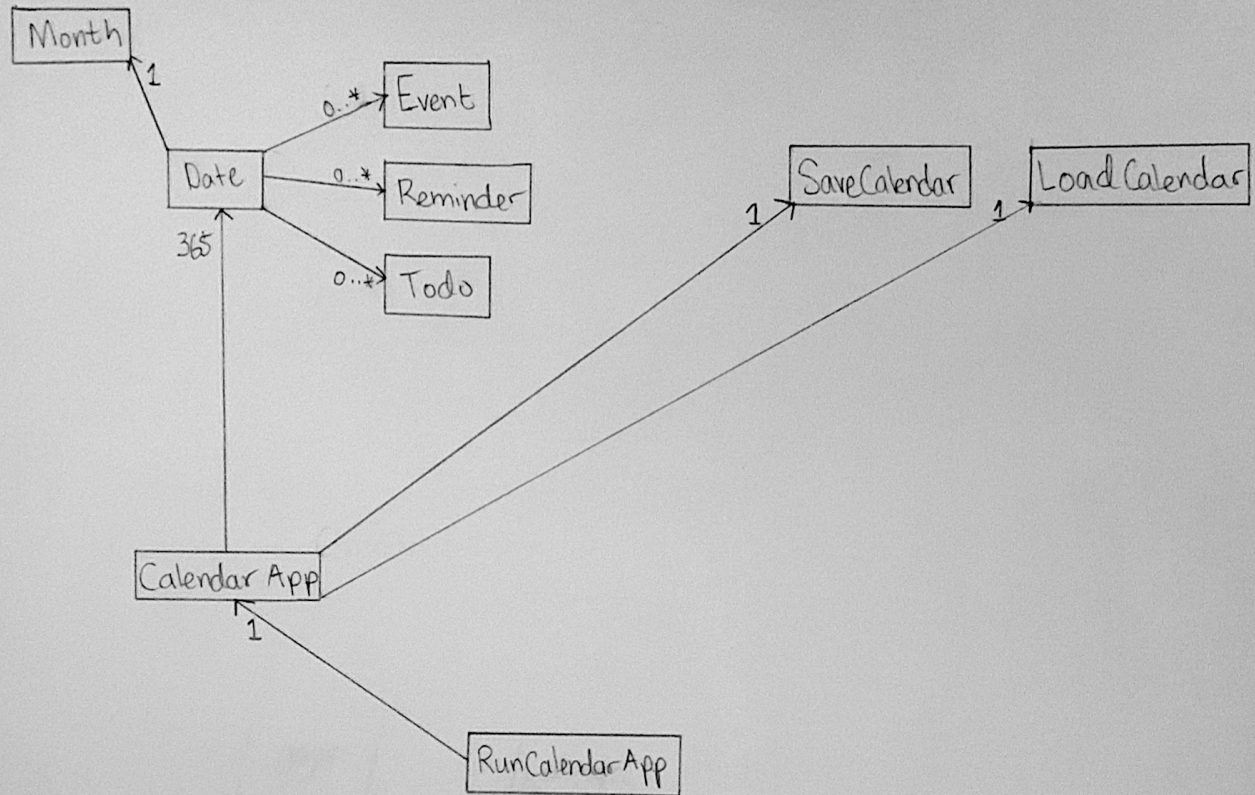 Month
1
0..*
Event
Date
0..*
Reminder
365
0..*
Todo
SaveCalendar
1
LoadCalendar
1
Calendar App
1
RunCalendarApp